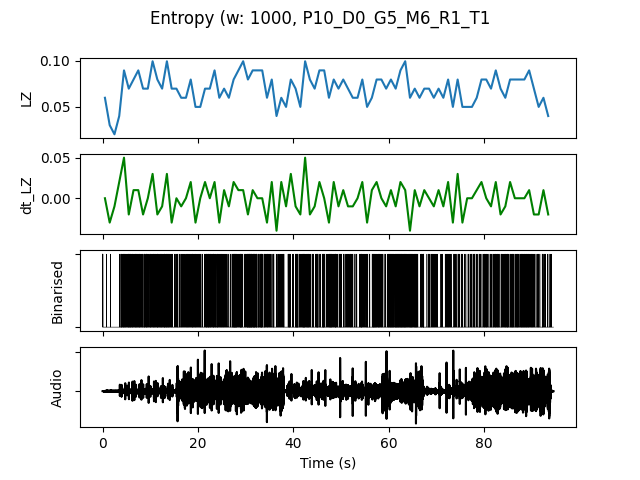 Entropy (w: 1000, P10_D0_G5_M6_R1_T1
0.10
0.05
LZ
0.05
0.00
dt_LZ
Binarised
Audio
0 20 40 60 80
Time (s)